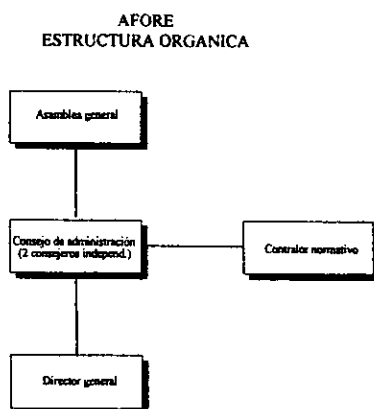 AFORE
ESTRUCTURA ORGANICA
Asamblea general
Consejo de administración
(2 consejeros independ.)
Contralor normativo
Director general